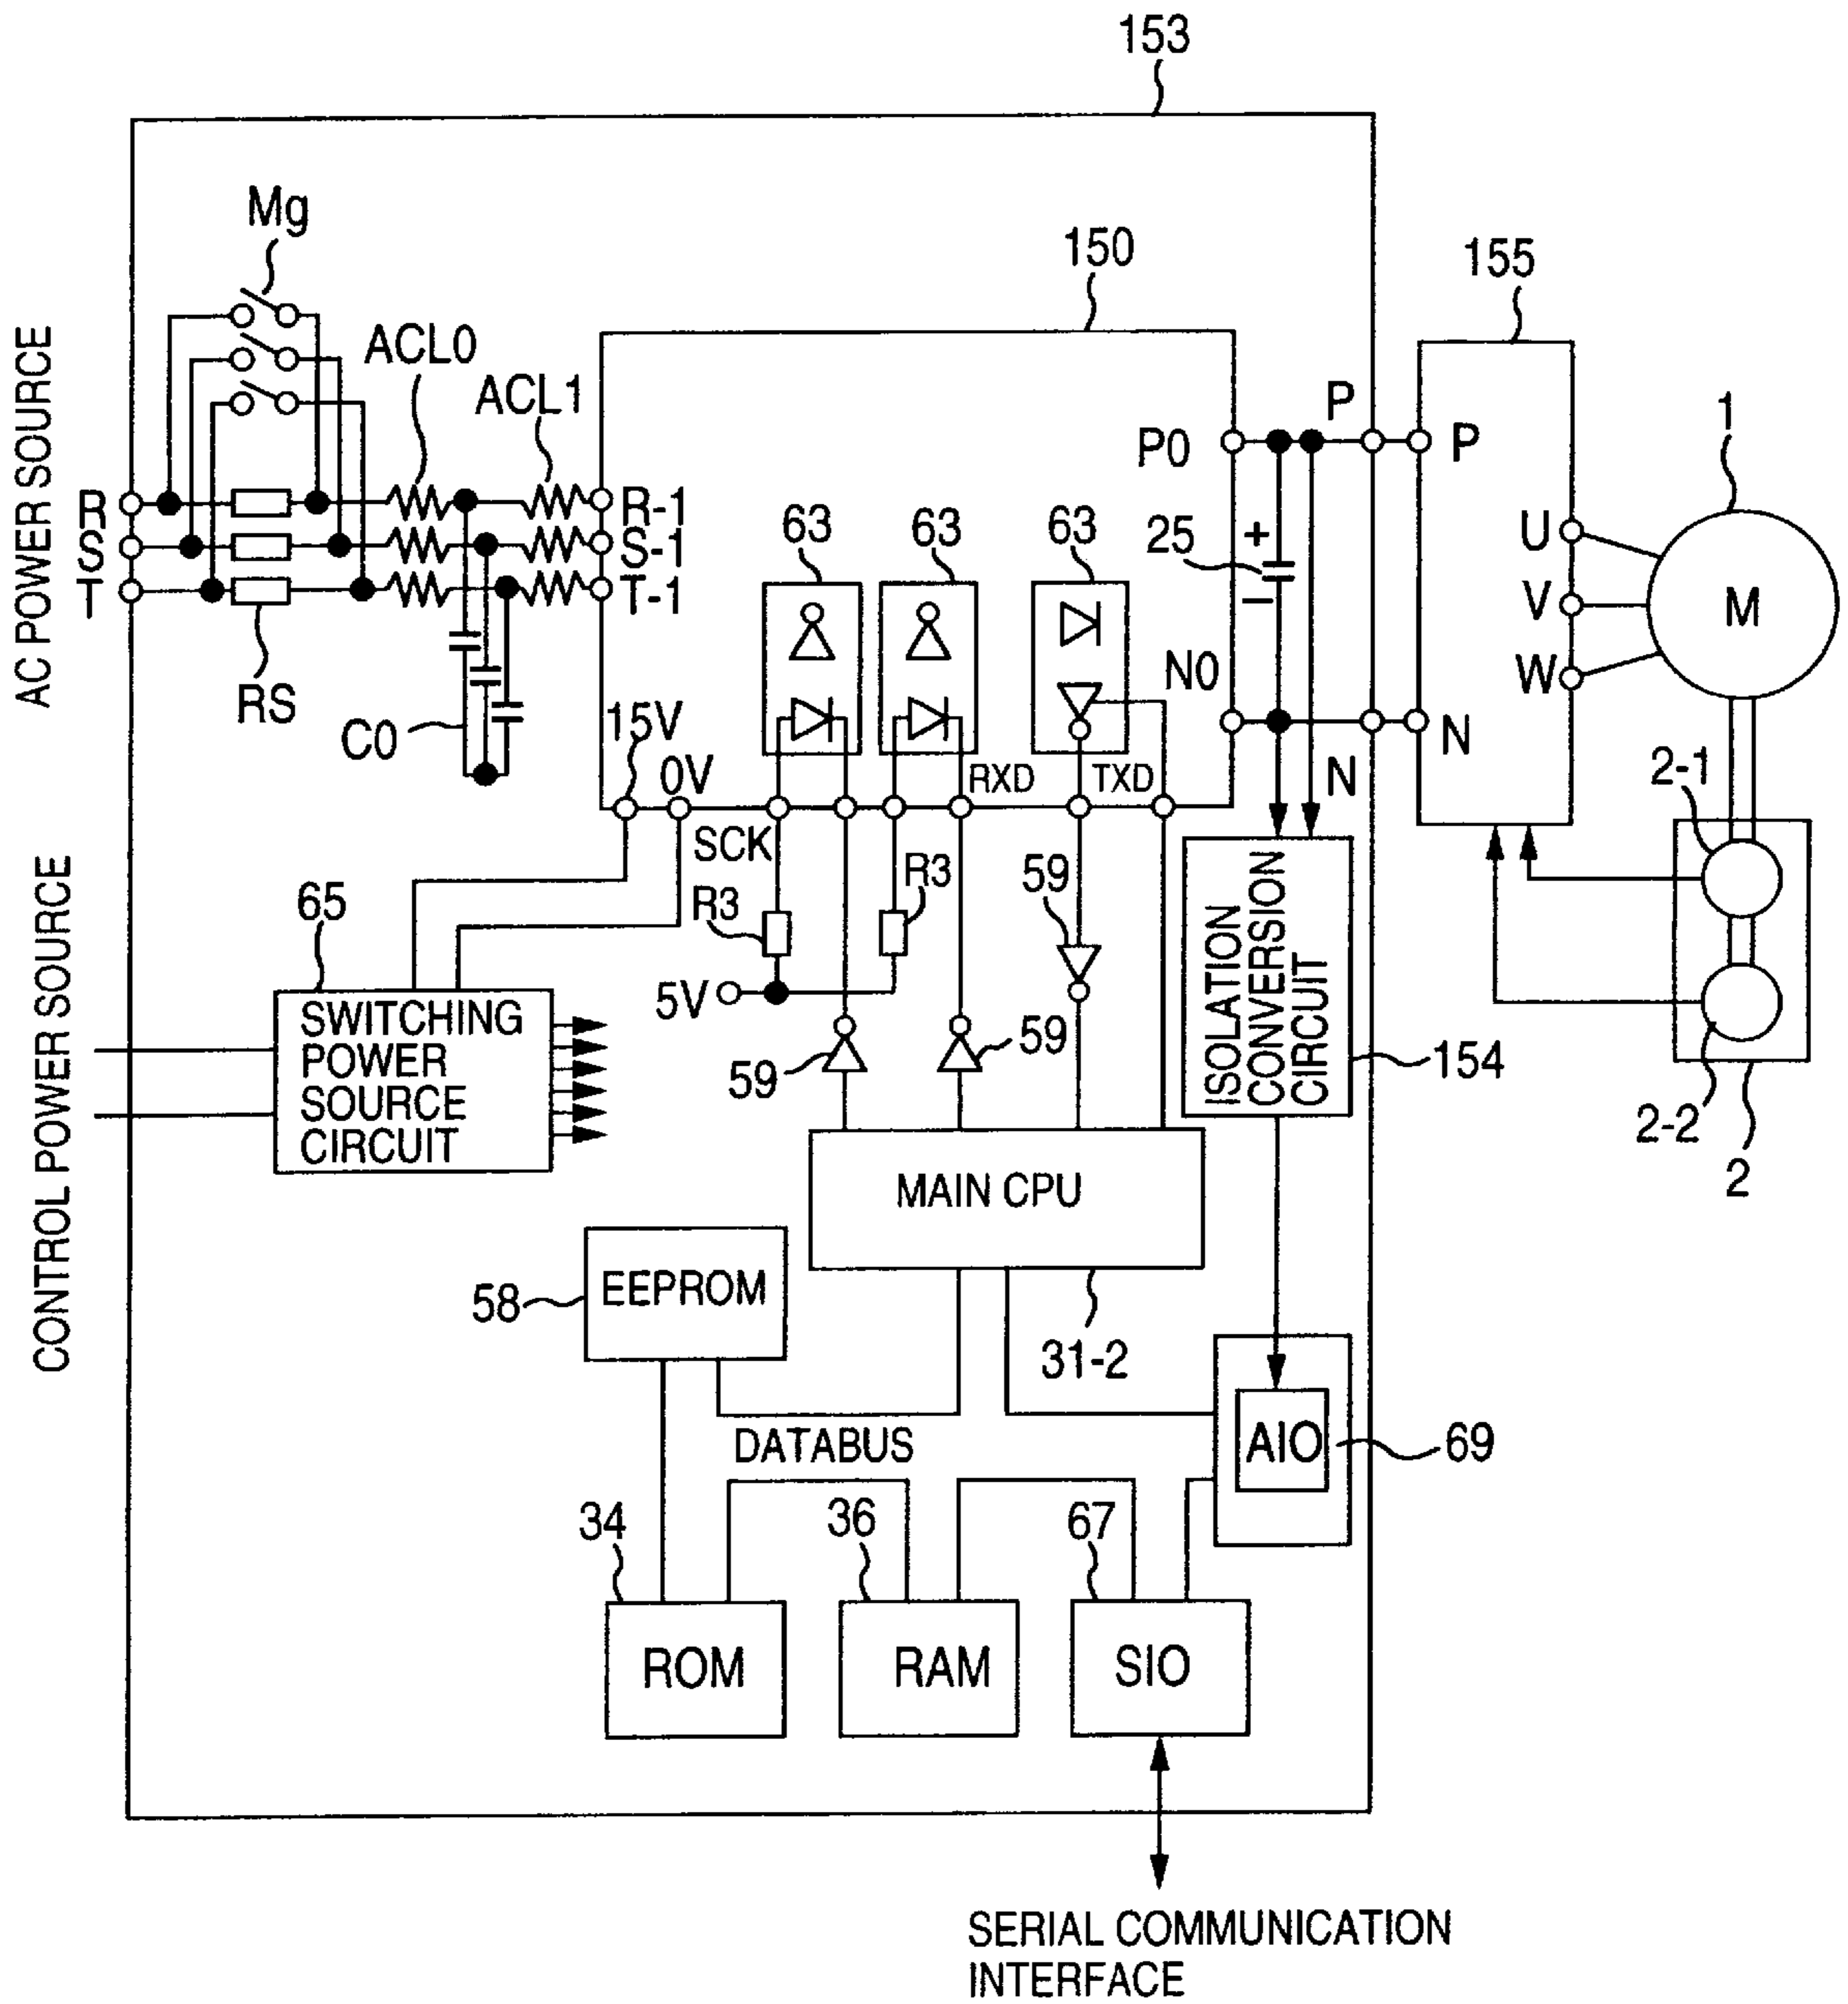 153
Mg
150
155
ACL0
ACL1
AC POWER SOURCE
P
P0
P
1
R
S
T
R-1
S-1
T-1
63
63
63
25
+
−
U
V
W
M
RS
C0
N0
15V
0V
RXD
TXD
N
N
2-1
SCK
R3
R3
59
65
5V
SWITCHING
POWER
SOURCE
CIRCUIT
59
59
ISOLATION
CONVERSION
CIRCUIT
154
2-2
2
CONTROL POWER SOURCE
MAIN CPU
EEPROM
58
31-2
DATABUS
AIO
69
34
36
67
ROM
RAM
SIO
SERIAL COMMUNICATION
INTERFACE